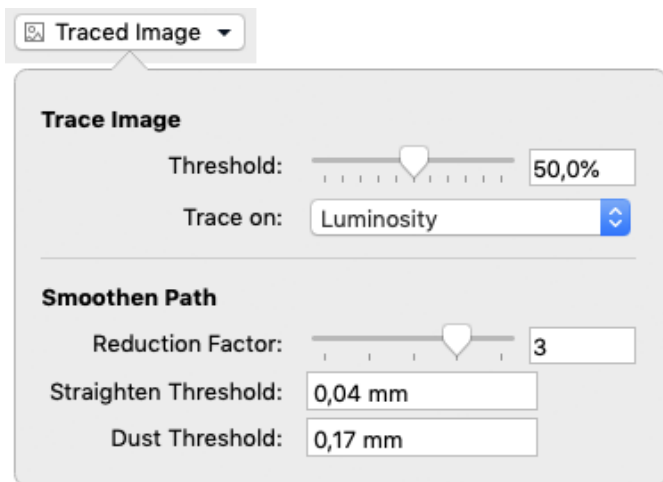 Traced Image
Trace Image
Threshold: 50,0%
Trace on: Luminosity
Smoothen Path
Reduction Factor: 3
Straighten Threshold: 0,04 mm
Dust Threshold: 0,17 mm